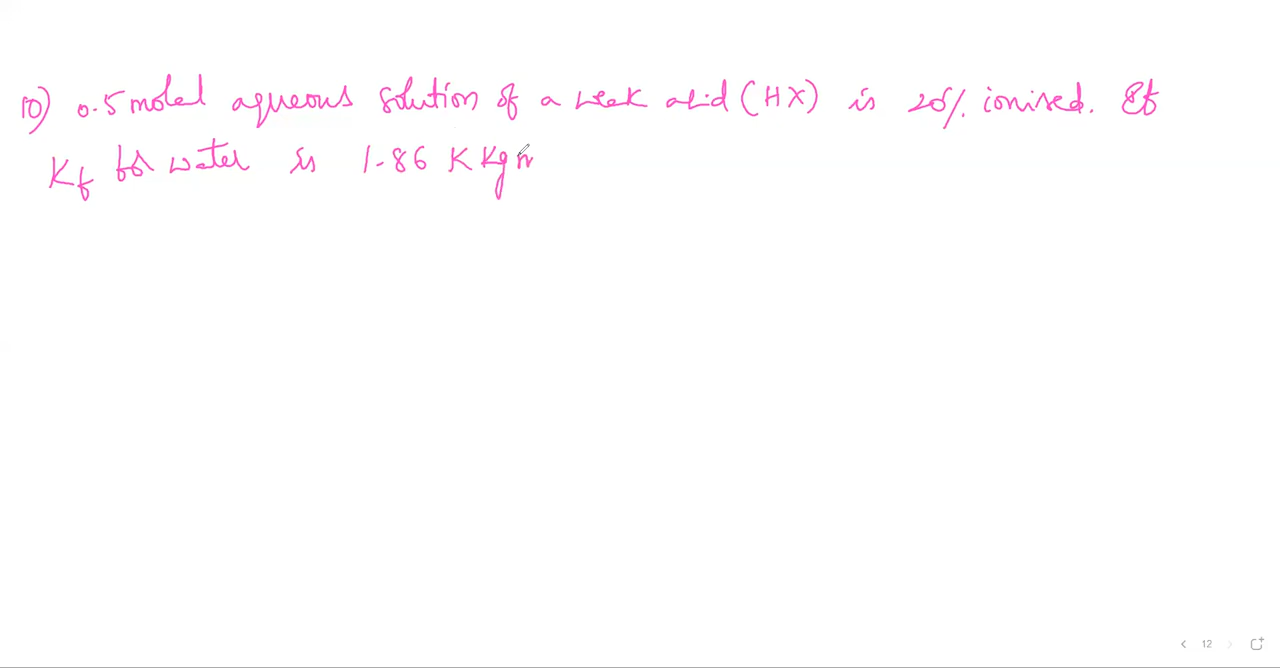 10) 0.5 molal aqueous solution of a weak acid (HX) is 20% ionised. If
Kf for water is 1.86 K Kg m
12